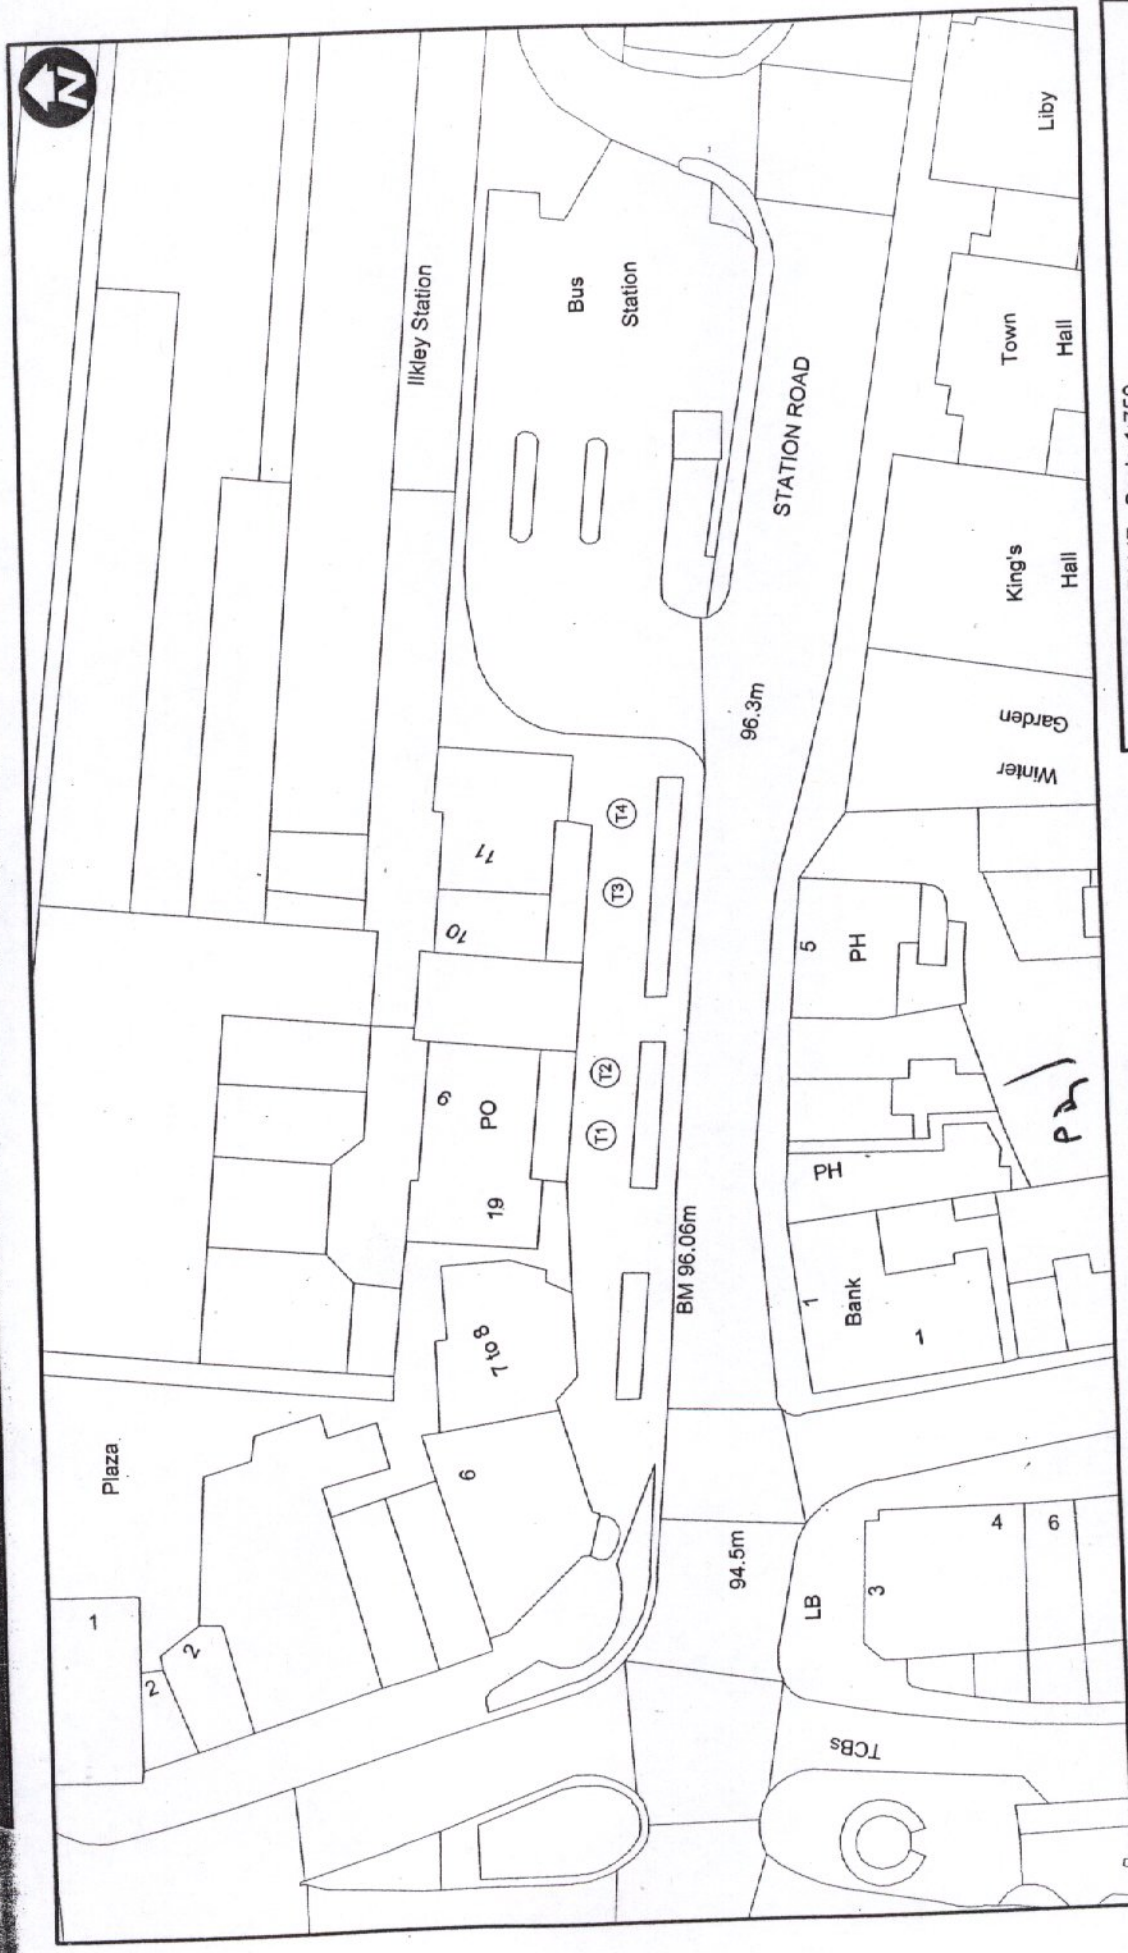 N
Plaza
1
2
2
6
7 to 8
19
9
PO
10
11
Ilkley Station
Bus
Station
T1
T2
T3
T4
BM 96.06m
94.5m
96.3m
STATION ROAD
LB
3
4
6
TCBs
1
Bank
1
PH
5
PH
Winter
Garden
King's
Hall
Town
Hall
Liby